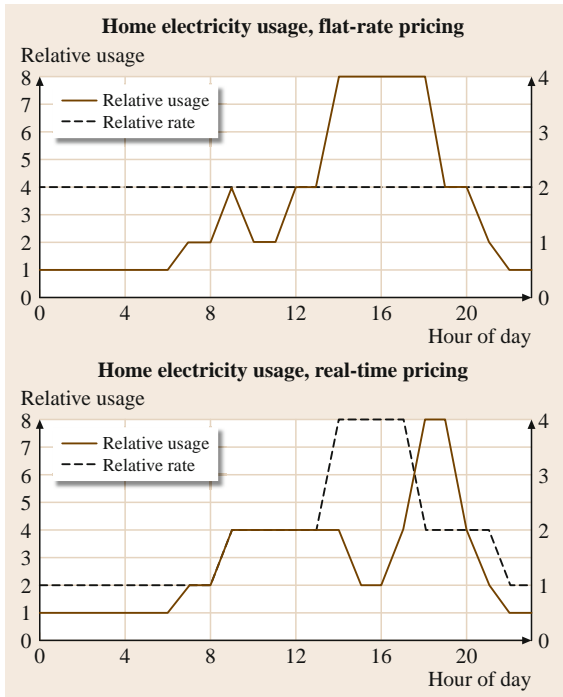 Home electricity usage, flat-rate pricing
Relative usage
8 4
Relative usage
7
Relative rate
6 3
5
4 2
3
2 1
1
0 0
0 4 8 12 16 20
Hour of day
Home electricity usage, real-time pricing
Relative usage
8 4
Relative usage
7
Relative rate
6 3
5
4 2
3
2 1
1
0 0
0 4 8 12 16 20
Hour of day